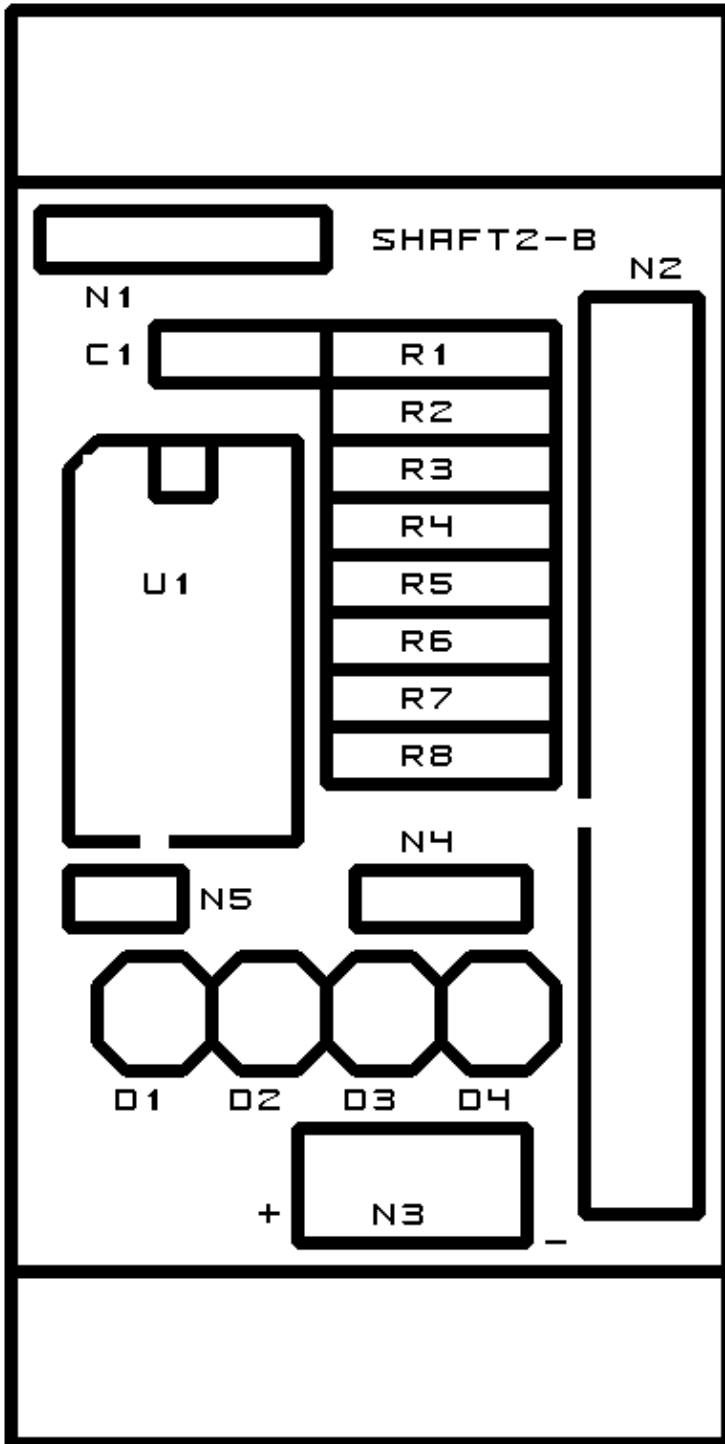 SHAFT2-B
N2
N1
C1
R1
R2
R3
R4
U1
R5
R6
R7
R8
N4
N5
D1 D2 D3 D4
+ N3 -